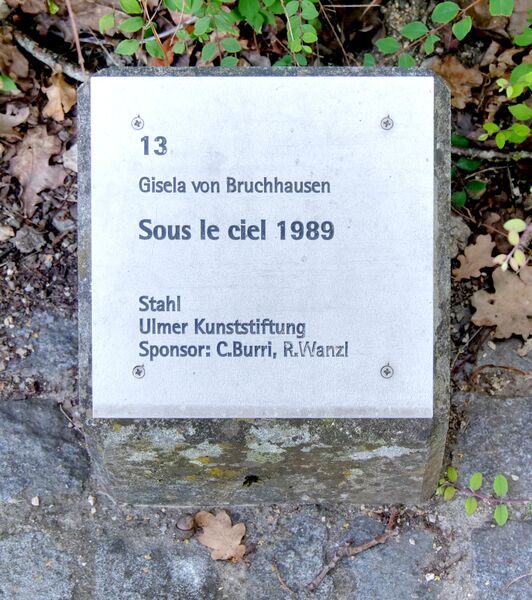 13
Gisela von Bruchhausen
Sous le ciel 1989
Stahl
Ulmer Kunststiftung
Sponsor: C.Burri, R.Wanzl